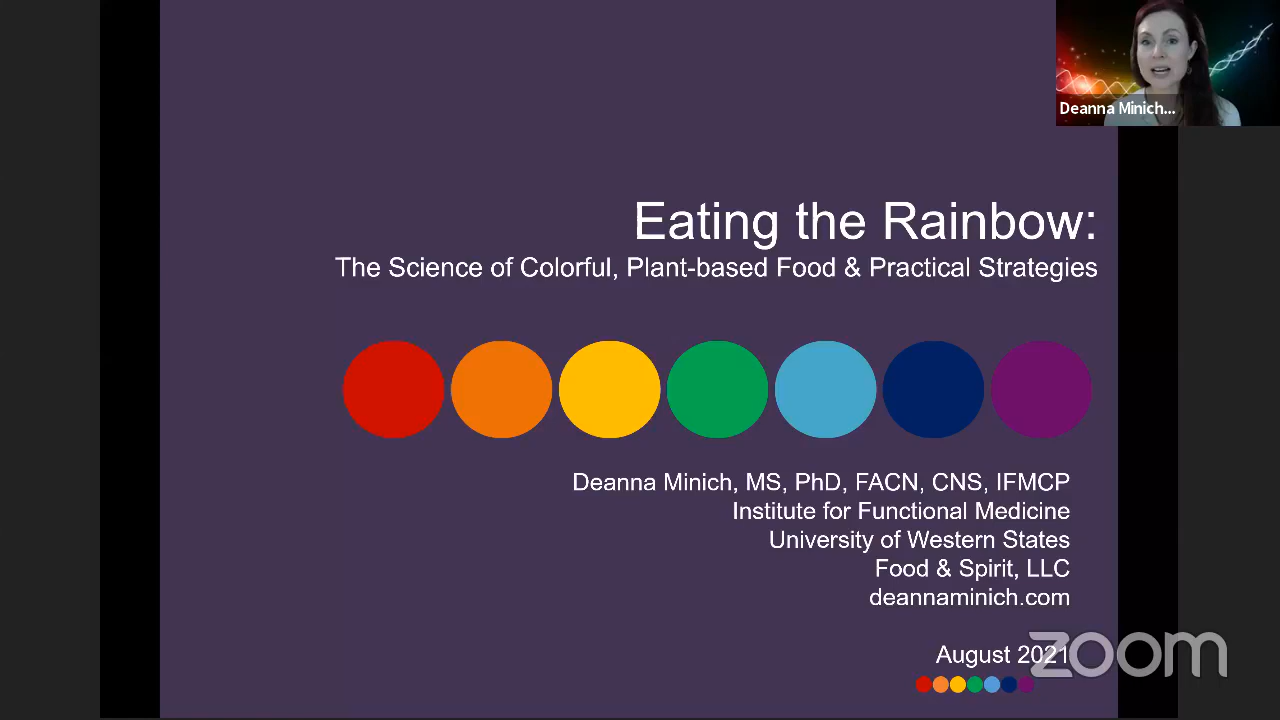 Deanna Minich...
Eating the Rainbow:
The Science of Colorful, Plant-based Food & Practical Strategies
Deanna Minich, MS, PhD, FACN, CNS, IFMCP
Institute for Functional Medicine
University of Western States
Food & Spirit, LLC
deannaminich.com
August 2021
zoom